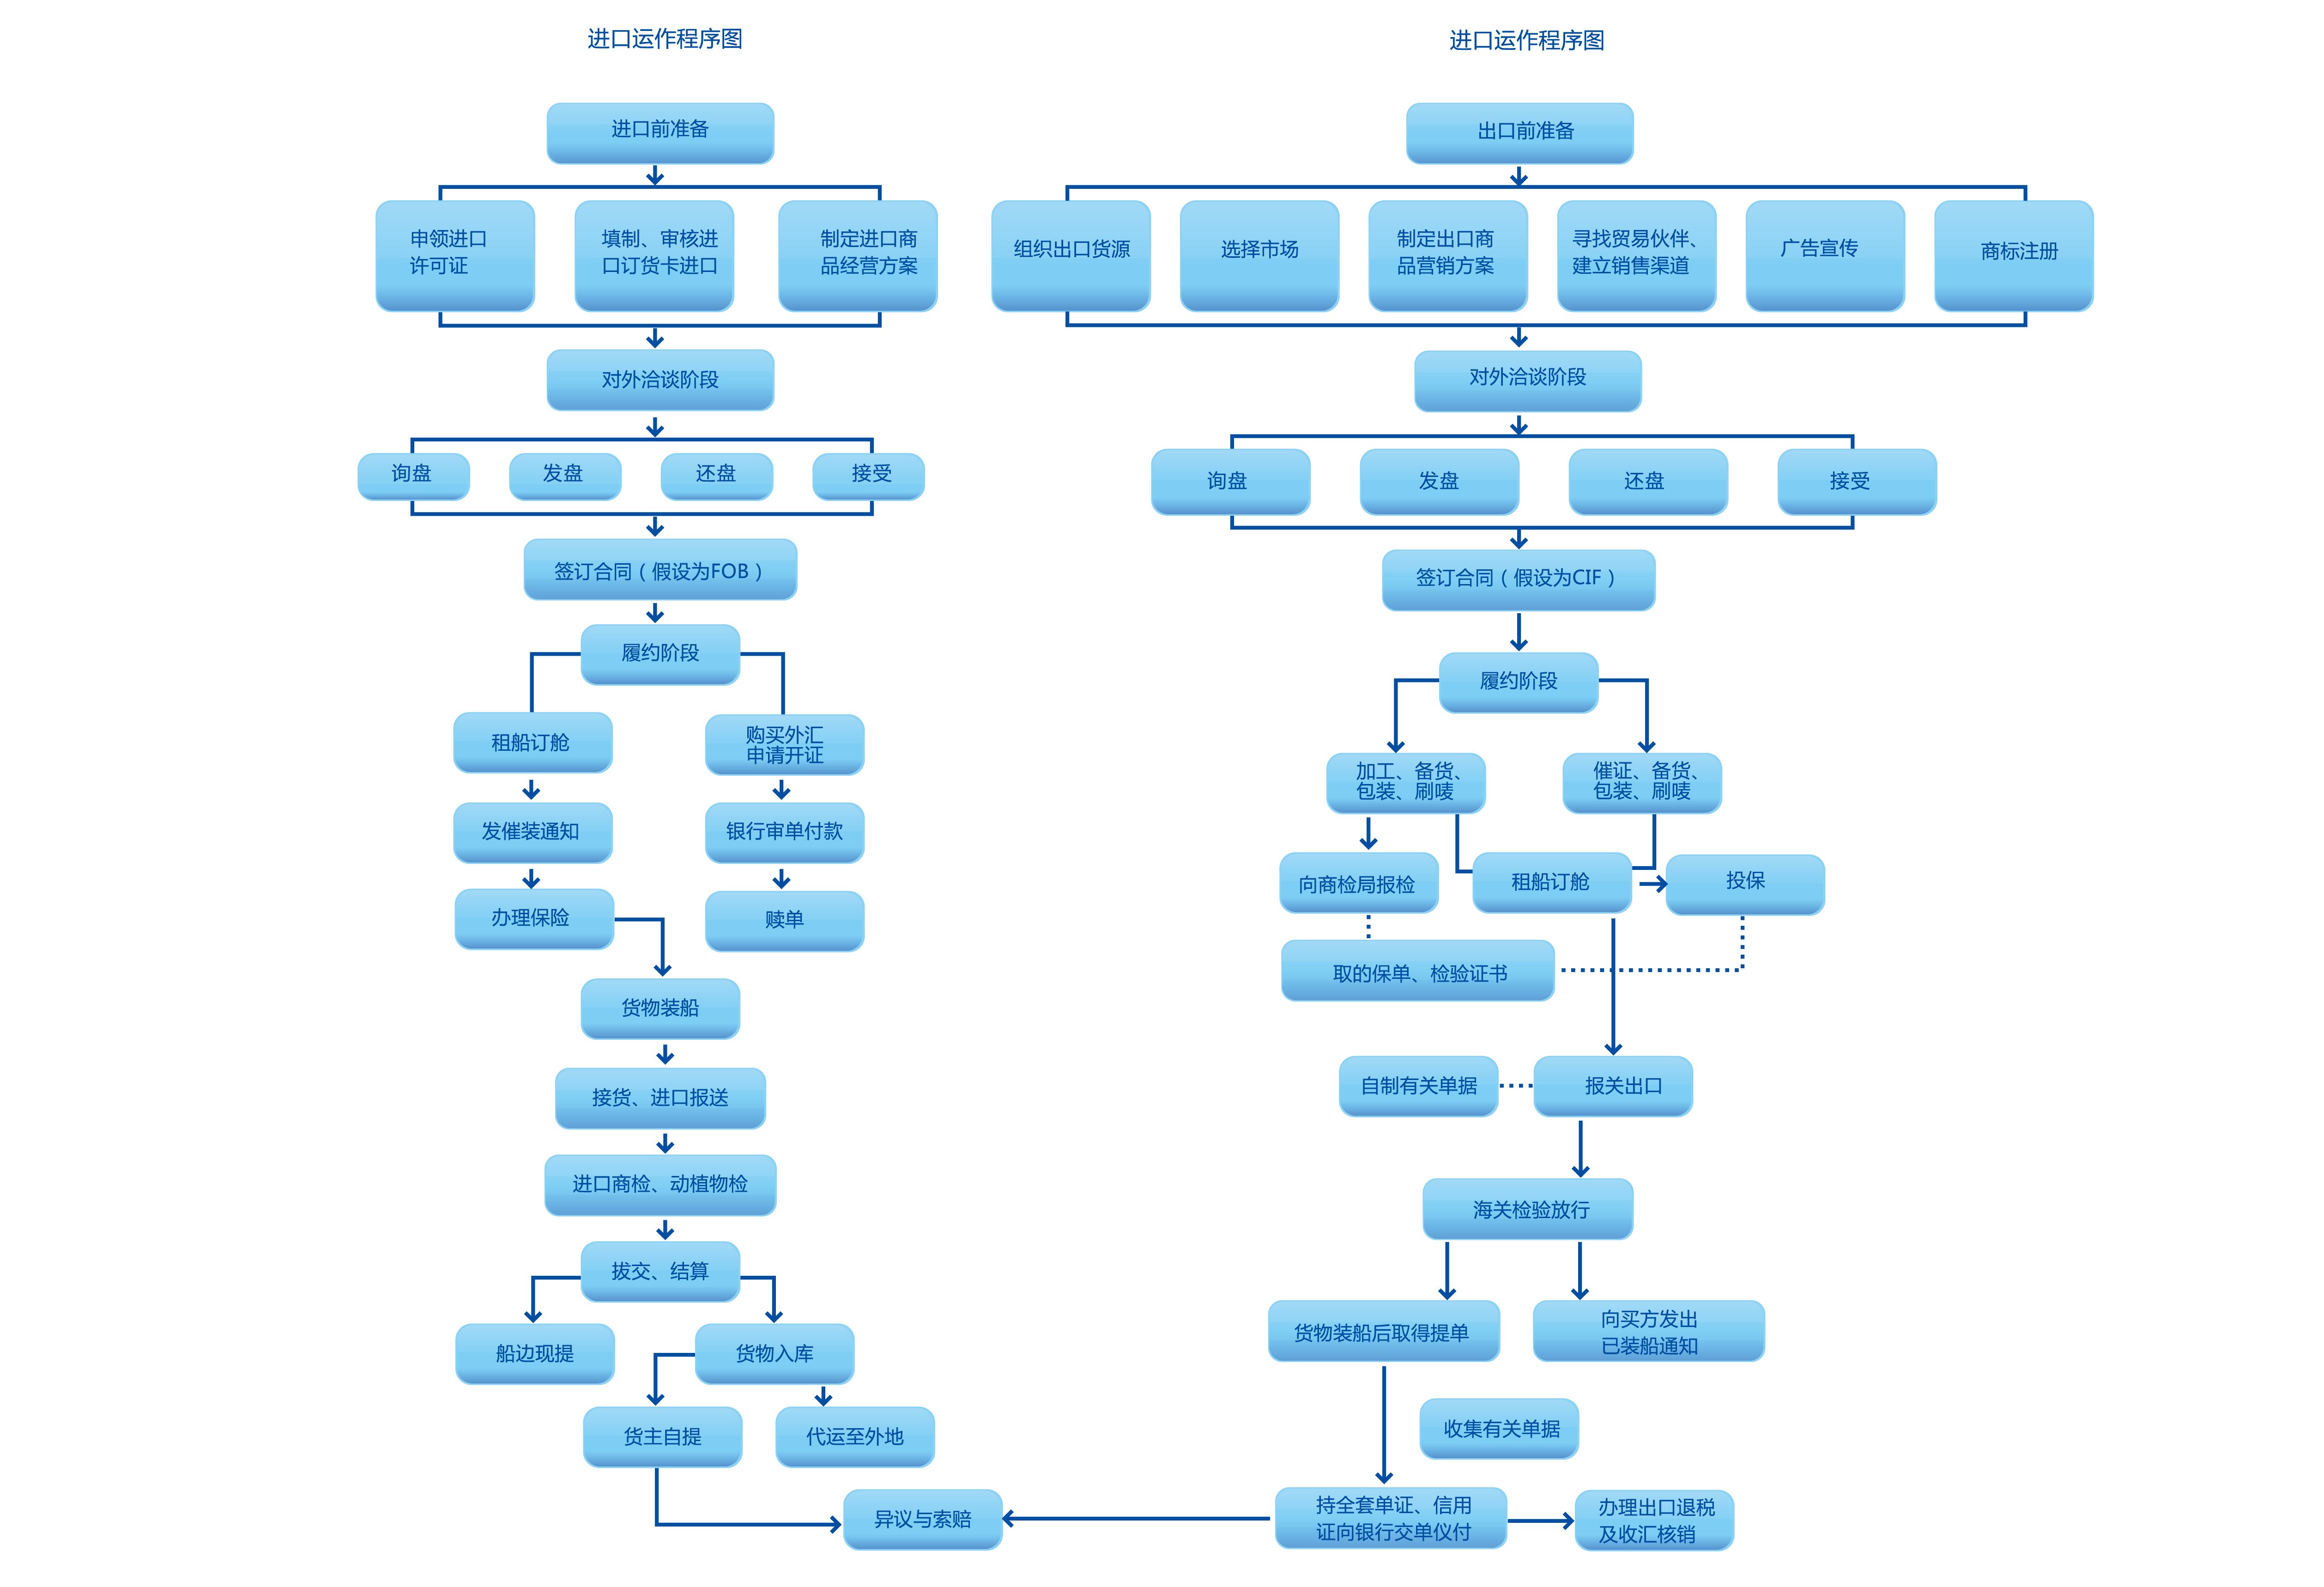 进口运作程序图
进口前准备
申领进口
许可证
填制、审核进
口订货卡进口
制定进口商
品经营方案
对外洽谈阶段
询盘
发盘
还盘
接受
签订合同（假设为FOB）
履约阶段
租船订舱
购买外汇
申请开证
发催装通知
银行审单付款
办理保险
赎单
货物装船
接货、进口报送
进口商检、动植物检
拔交、结算
船边现提
货物入库
货主自提
代运至外地
异议与索赔
进口运作程序图
出口前准备
组织出口货源
选择市场
制定出口商
品营销方案
寻找贸易伙伴、
建立销售渠道
广告宣传
商标注册
对外洽谈阶段
询盘
发盘
还盘
接受
签订合同（假设为CIF）
履约阶段
加工、备货、
包装、刷唛
催证、备货、
包装、刷唛
向商检局报检
租船订舱
投保
取的保单、检验证书
自制有关单据
报关出口
海关检验放行
货物装船后取得提单
向买方发出
已装船通知
收集有关单据
持全套单证、信用
证向银行交单仪付
办理出口退税
及收汇核销